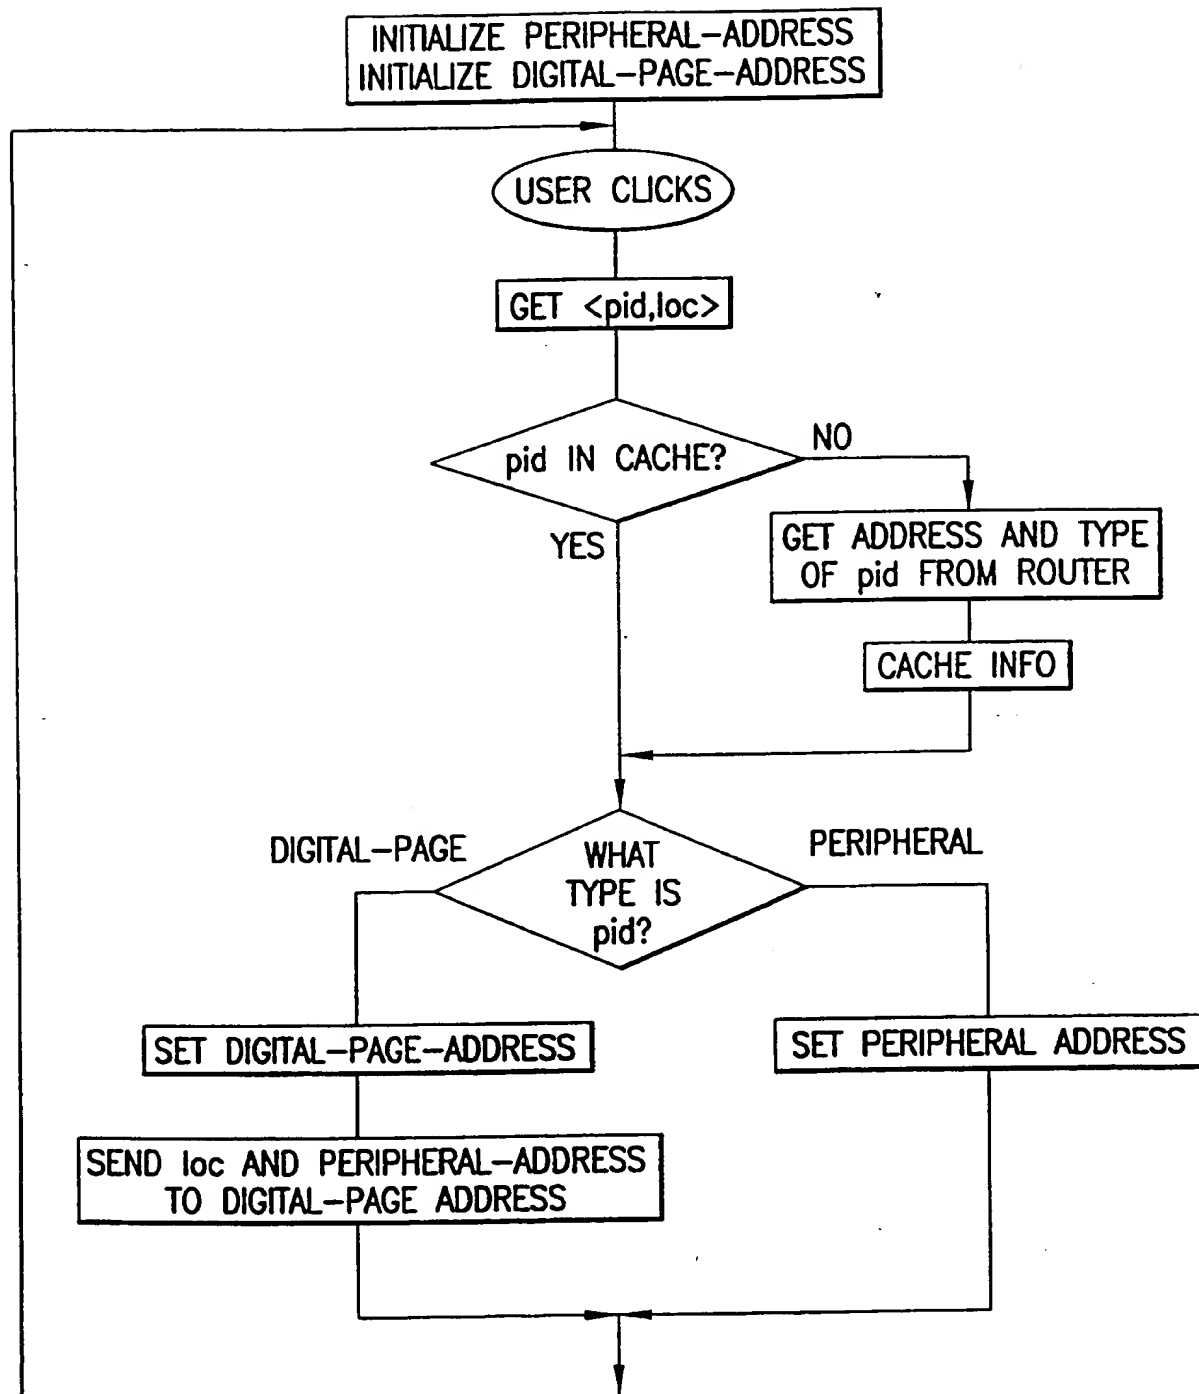 INITIALIZE PERIPHERAL-ADDRESS
INITIALIZE DIGITAL-PAGE-ADDRESS
USER CLICKS
GET <pid,loc>
pid IN CACHE?
NO
YES
GET ADDRESS AND TYPE
OF pid FROM ROUTER
CACHE INFO
DIGITAL-PAGE
WHAT
TYPE IS
pid?
PERIPHERAL
SET DIGITAL-PAGE-ADDRESS
SET PERIPHERAL ADDRESS
SEND loc AND PERIPHERAL-ADDRESS
TO DIGITAL-PAGE ADDRESS